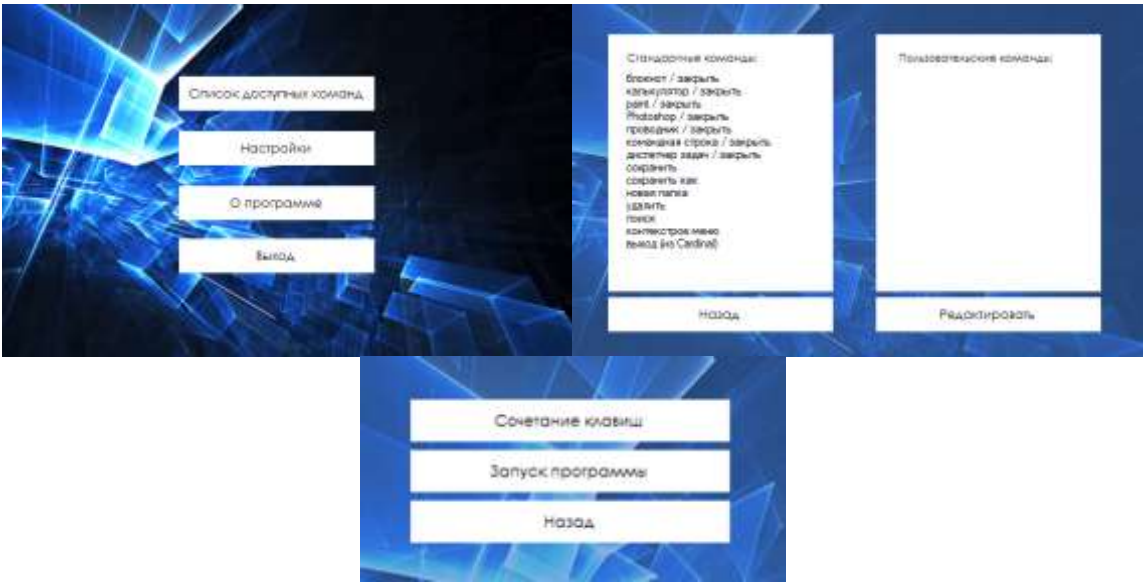 Список доступных команд
Настройки
О программе
Выход
Стандартные команды:
блокнот / закрыть
калькулятор / закрыть
paint / закрыть
Photoshop / закрыть
проводник / закрыть
командная строка / закрыть
диспетчер задач / закрыть
сохранить
сохранить как
новая папка
удалить
поиск
контекстное меню
выход (из Cardinal)
Назад
Пользовательские команды:
Редактировать
Сочетание клавиш
Запуск программы
Назад